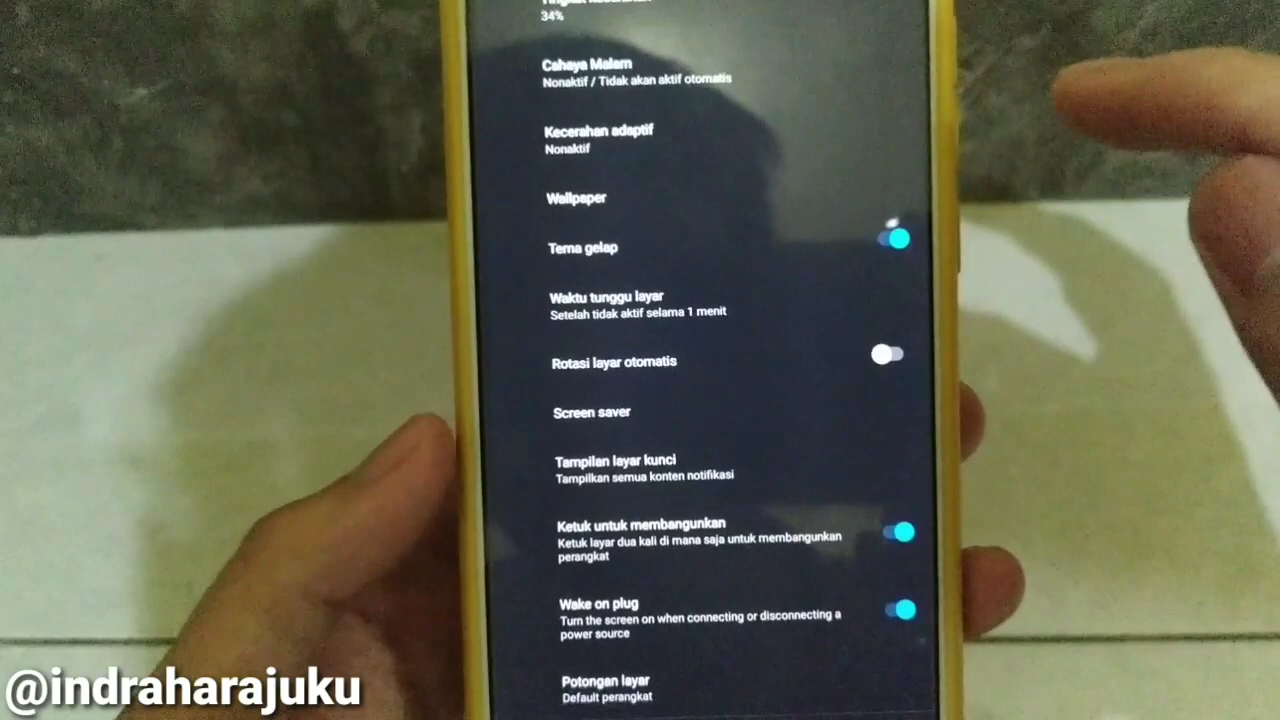 Tingkat kecerahan
34%
Cahaya Malam
Nonaktif / Tidak akan aktif otomatis
Kecerahan adaptif
Nonaktif
Wallpaper
Tema gelap
Waktu tunggu layar
Setelah tidak aktif selama 1 menit
Rotasi layar otomatis
Screen saver
Tampilan layar kunci
Tampilkan semua konten notifikasi
Ketuk untuk membangunkan
Ketuk layar dua kali di mana saja untuk membangunkan
perangkat
Wake on plug
Turn the screen on when connecting or disconnecting a
power source
Potongan layar
Default perangkat
@indraharajuku